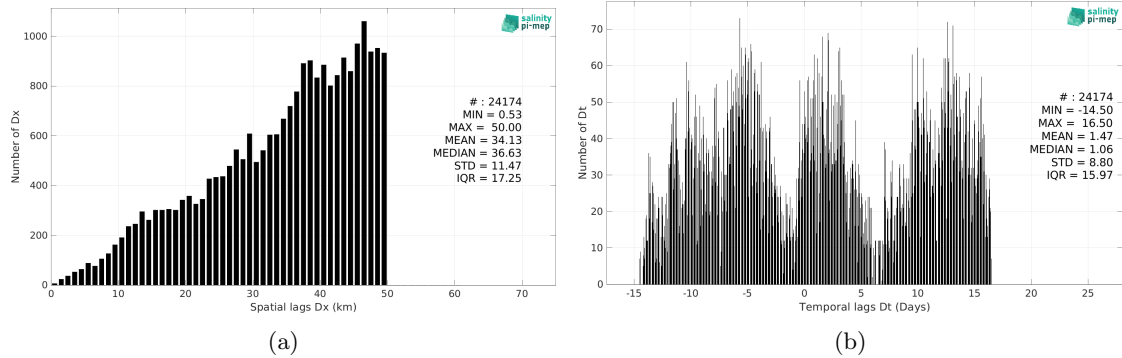 salinity
pi-mep
1000
800
600
400
200
0
Number of Dx
# : 24174
MIN = 0.53
MAX = 50.00
MEAN = 34.13
MEDIAN = 36.63
STD = 11.47
IQR = 17.25
0 10 20 30 40 50 60 70
Spatial lags Dx (km)
(a)
salinity
pi-mep
70
60
50
40
30
20
10
0
Number of Dt
# : 24174
MIN = -14.50
MAX = 16.50
MEAN = 1.47
MEDIAN = 1.06
STD = 8.80
IQR = 15.97
-15 -10 -5 0 5 10 15 20 25
Temporal lags Dt (Days)
(b)